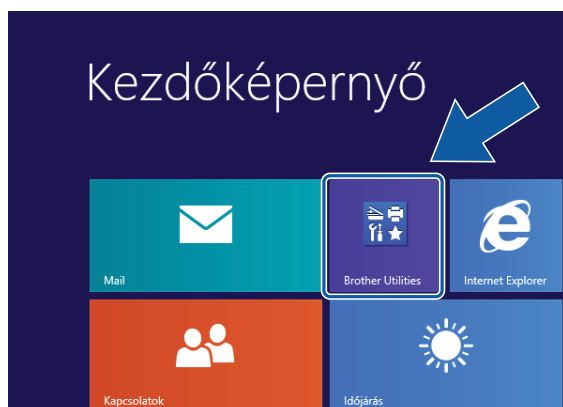 Kezdőképernyő
Mail
Brother Utilities
Internet Explorer
Kapcsolatok
Időjárás